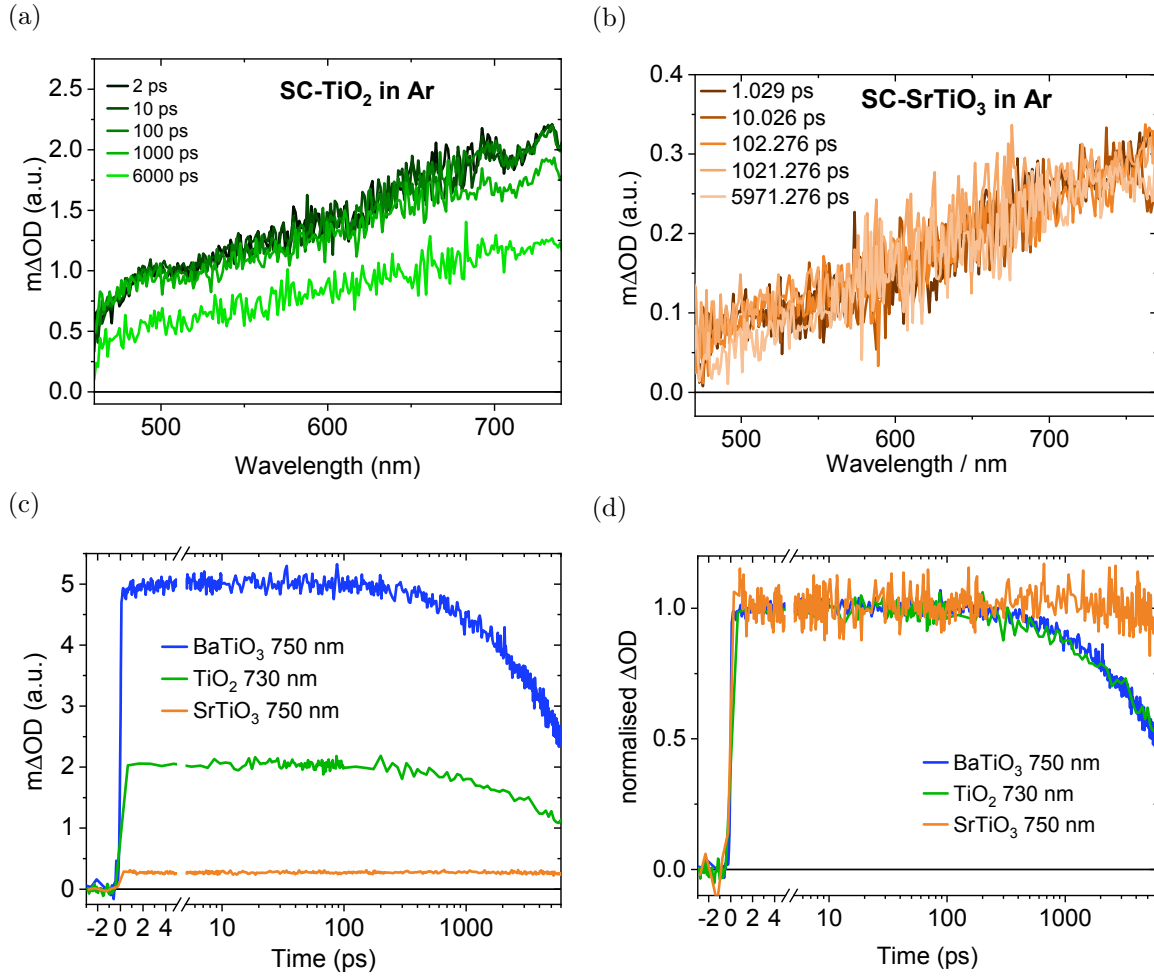 (a)
SC-TiO₂ in Ar
2 ps
10 ps
100 ps
1000 ps
6000 ps
2.5
2.0
1.5
1.0
0.5
0.0
m∆OD (a.u.)
500
600
700
Wavelength (nm)
(b)
SC-SrTiO₃ in Ar
1.029 ps
10.026 ps
102.276 ps
1021.276 ps
5971.276 ps
0.4
0.3
0.2
0.1
0.0
m∆OD (a.u.)
500
600
700
Wavelength / nm
(c)
5
4
3
2
1
0
m∆OD (a.u.)
BaTiO₃ 750 nm
TiO₂ 730 nm
SrTiO₃ 750 nm
-2 0 2 4 10 100 1000
Time (ps)
(d)
1.0
0.5
0.0
normalised ∆OD
BaTiO₃ 750 nm
TiO₂ 730 nm
SrTiO₃ 750 nm
-2 0 2 4 10 100 1000
Time (ps)